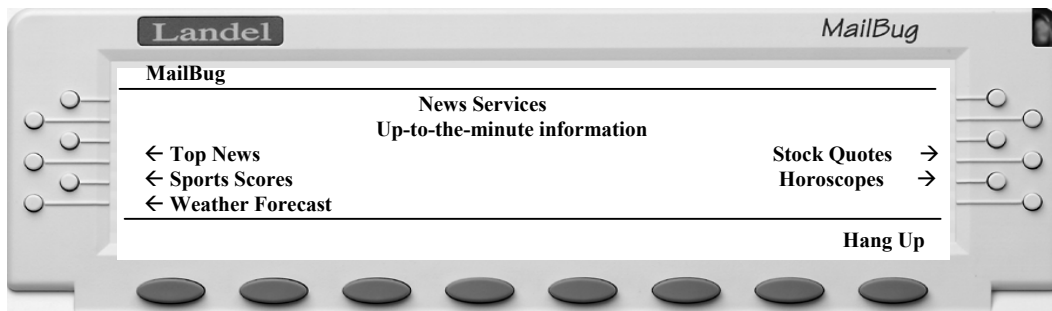 Landel MailBug
MailBug
News Services
Up-to-the-minute information
← Top News Stock Quotes →
← Sports Scores Horoscopes →
← Weather Forecast
Hang Up